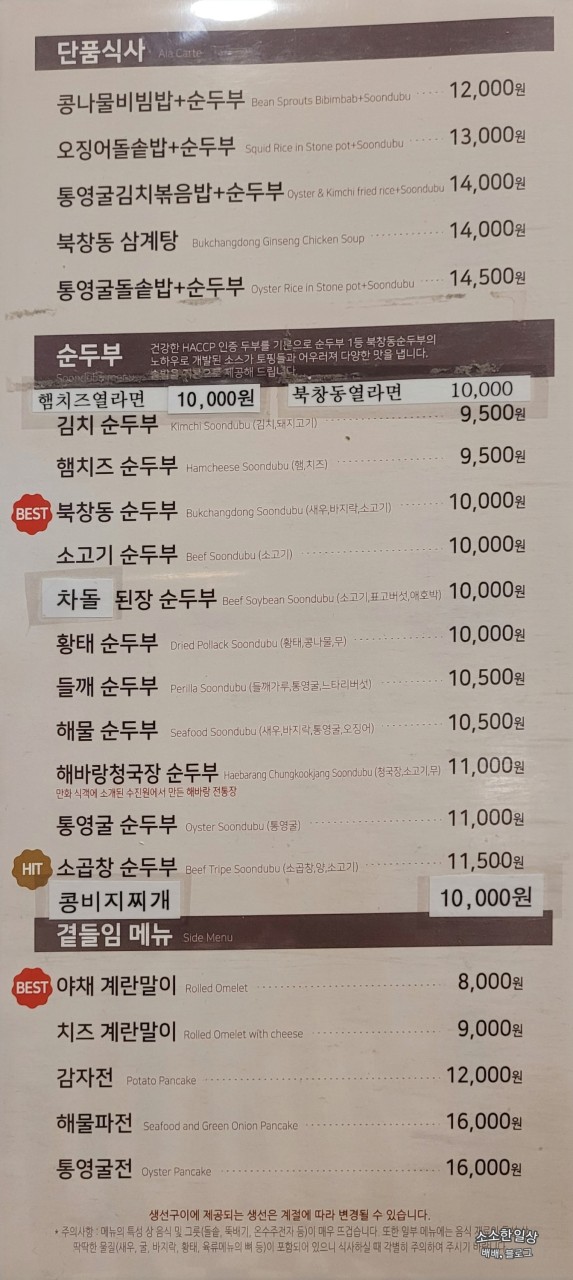 단품식사 Ala Carte
콩나물비빔밥+순두부 Bean Sprouts Bibimbab+Soondubu 12,000원
오징어돌솥밥+순두부 Squid Rice in Stone pot+Soondubu 13,000원
통영굴김치볶음밥+순두부 Oyster & Kimchi fried rice+Soondubu 14,000원
북창동 삼계탕 Bukchangdong Ginseng Chicken Soup 14,000원
통영굴돌솥밥+순두부 Oyster Rice in Stone pot+Soondubu 14,500원
순두부 건강한 HACCP 인증 두부를 기본으로 순두부 1등 북창동순두부의
노하우로 개발된 소스가 토핑들과 어우러져 다양한 맛을 냅니다.
Soondubu 제공해 드립니다.
햄치즈열라면 10,000원 북창동열라면 10,000
김치 순두부 Kimchi Soondubu (김치,돼지고기) 9,500원
햄치즈 순두부 Hamcheese Soondubu (햄,치즈) 9,500원
BEST 북창동 순두부 Bukchangdong Soondubu (새우,바지락,소고기) 10,000원
소고기 순두부 Beef Soondubu (소고기) 10,000원
차돌 된장 순두부 Beef Soybean Soondubu (소고기,표고버섯,애호박) 10,000원
황태 순두부 Dried Pollack Soondubu (황태,콩나물,무) 10,000원
들깨 순두부 Perilla Soondubu (들깨가루,통영굴,느타리버섯) 10,500원
해물 순두부 Seafood Soondubu (새우,바지락,통영굴,오징어) 10,500원
해바랑청국장 순두부 Haebarang Chungkookjang Soondubu (청국장,소고기,무) 11,000원
만화 식객에 소개된 수진원에서 만든 해바랑 전통장
통영굴 순두부 Oyster Soondubu (통영굴) 11,000원
HIT 소곱창 순두부 Beef Tripe Soondubu (소곱창,양,소고기) 11,500원
콩비지찌개 10,000원
곁들임 메뉴 Side Menu
BEST 야채 계란말이 Rolled Omelet 8,000원
치즈 계란말이 Rolled Omelet with cheese 9,000원
감자전 Potato Pancake 12,000원
해물파전 Seafood and Green Onion Pancake 16,000원
통영굴전 Oyster Pancake 16,000원
생선구이에 제공되는 생선은 계절에 따라 변경될 수 있습니다.
* 주의사항 : 메뉴의 특성 상 음식 및 그릇(돌솥, 뚝배기, 온수주전자 등)이 매우 뜨겁습니다. 또한 일부 메뉴에는 음식
딱딱한 물질(새우, 굴, 바지락, 황태, 육류메뉴의 뼈 등)이 포함되어 있으니 식사하실 때 각별히 주의하여 주시기
소소한일상
배배. 블로그